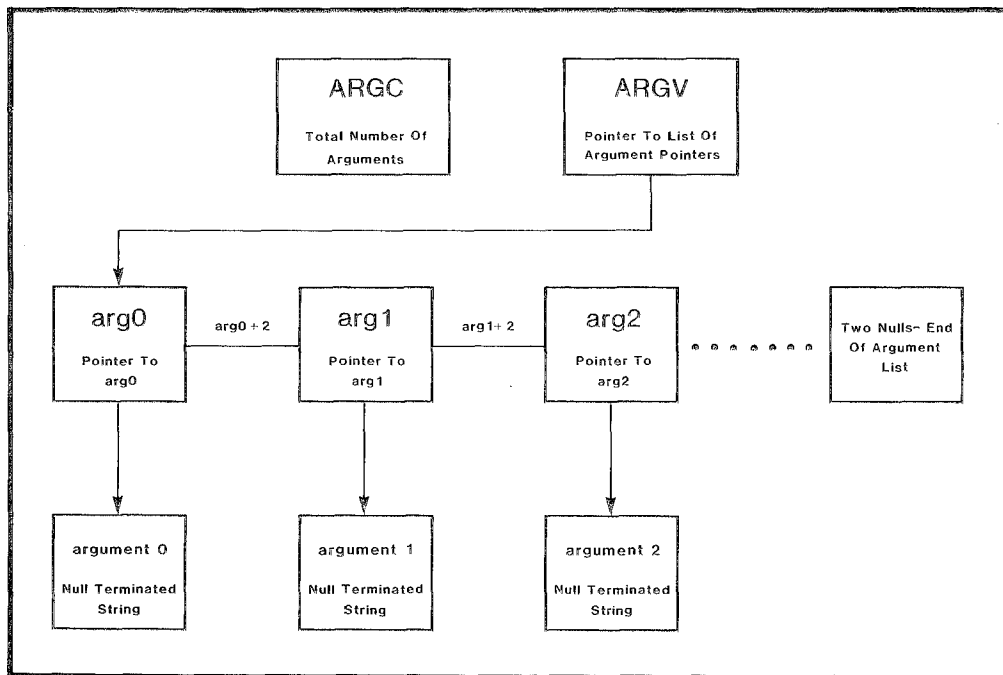 ARGC
Total Number Of
Arguments
ARGV
Pointer To List Of
Argument Pointers
arg0
Pointer To
arg0
arg0+2
arg1
Pointer To
arg1
arg1+2
arg2
Pointer To
arg2
Two Nulls- End
Of Argument
List
argument 0
Null Terminated
String
argument 1
Null Terminated
String
argument 2
Null Terminated
String